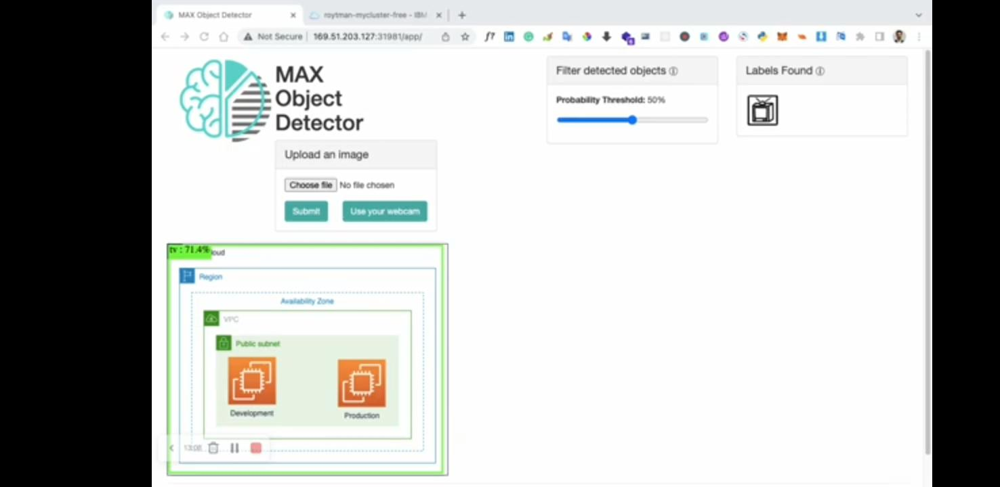 MAX Object Detector
roytman-mycluster-free - IBM
Not Secure
169.51.203.127:31981/app/
f?
MAX
Object
Detector
Filter detected objects
Probability Threshold: 50%
Labels Found
Upload an image
Choose file No file chosen
Submit
Use your webcam
tv : 71.4%
loud
Region
Availability Zone
VPC
Public subnet
Development
Production